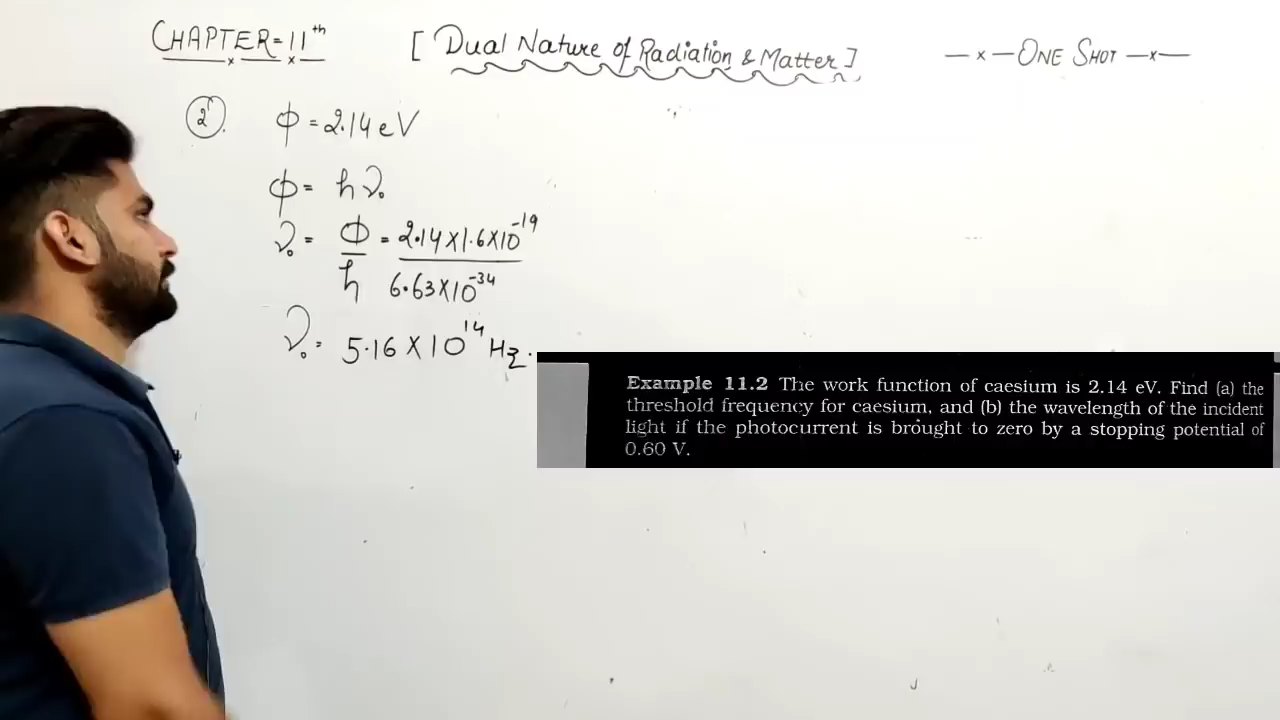 CHAPTER=11th [Dual Nature of Radiation & Matter] —x— ONE SHOT —x—
2. ϕ = 2.14 eV
ϕ = hν₀
ν₀ = ϕ/h = 2.14×1.6×10⁻¹⁹/6.63×10⁻³⁴
ν₀ = 5.16 × 10¹⁴ Hz.
Example 11.2 The work function of caesium is 2.14 eV. Find (a) the
threshold frequency for caesium, and (b) the wavelength of the incident
light if the photocurrent is brought to zero by a stopping potential of
0.60 V.